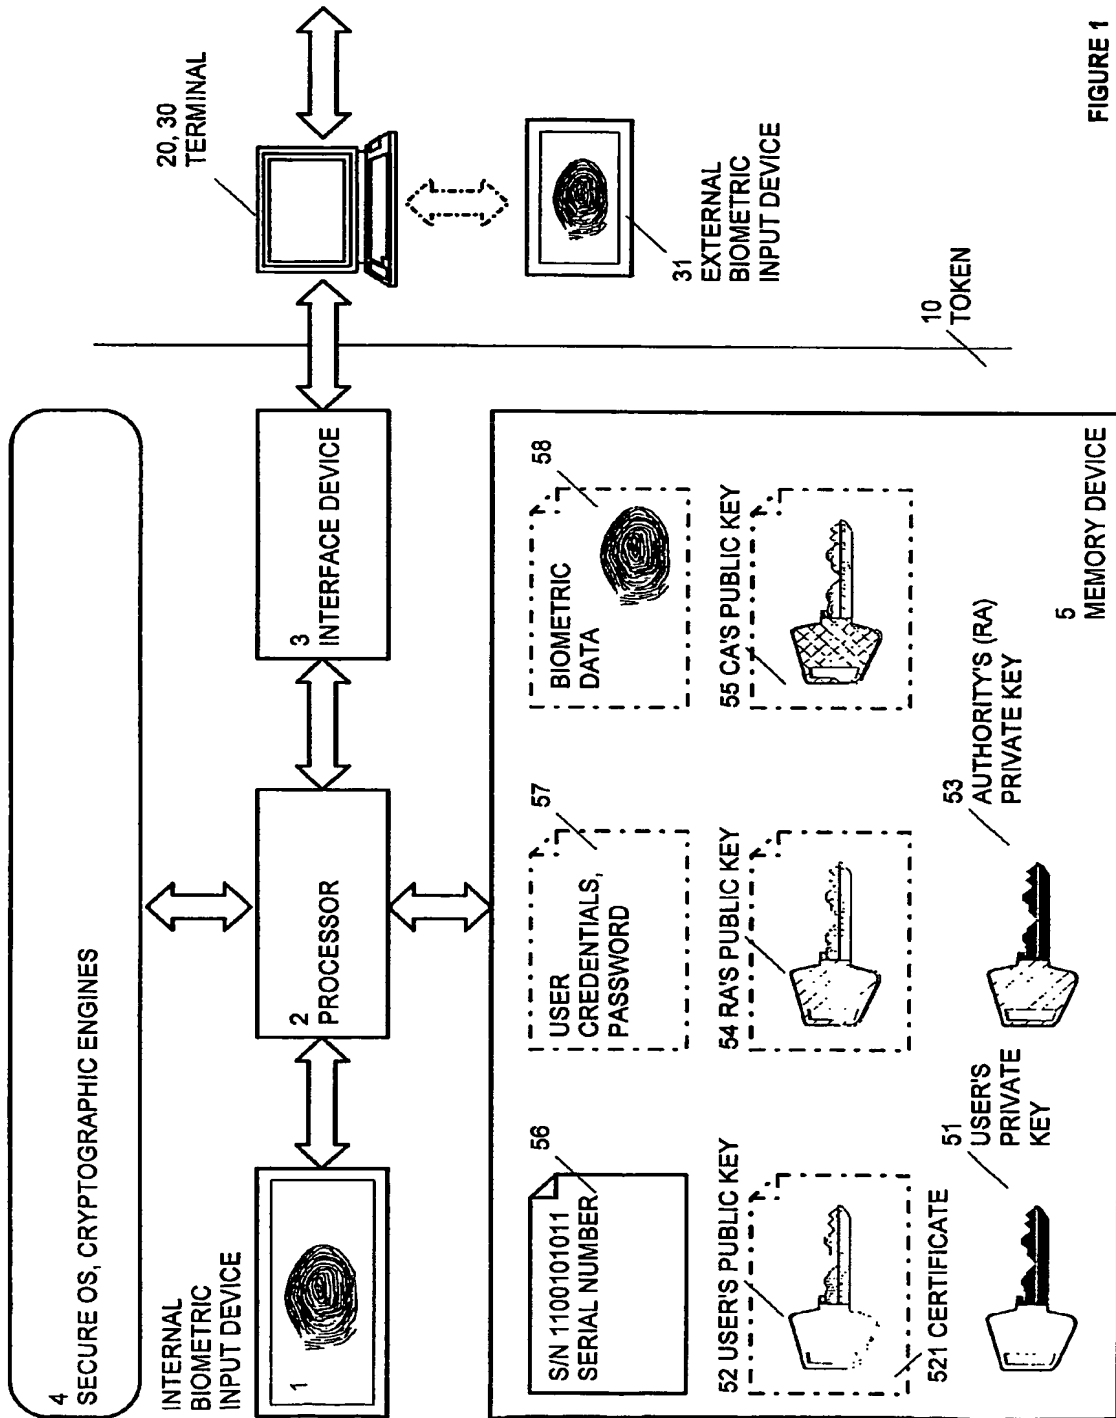 4
SECURE OS, CRYPTOGRAPHIC ENGINES
INTERNAL
BIOMETRIC
INPUT DEVICE
1
2
PROCESSOR
3
INTERFACE DEVICE
20, 30
TERMINAL
31
EXTERNAL
BIOMETRIC
INPUT DEVICE
10
TOKEN
S/N 1100101011
SERIAL NUMBER
56
USER
CREDENTIALS,
PASSWORD
57
BIOMETRIC
DATA
58
52 USER'S PUBLIC KEY
54 RA'S PUBLIC KEY
55 CA'S PUBLIC KEY
521 CERTIFICATE
51
USER'S
PRIVATE
KEY
53
AUTHORITY'S (RA)
PRIVATE KEY
5
MEMORY DEVICE
FIGURE 1